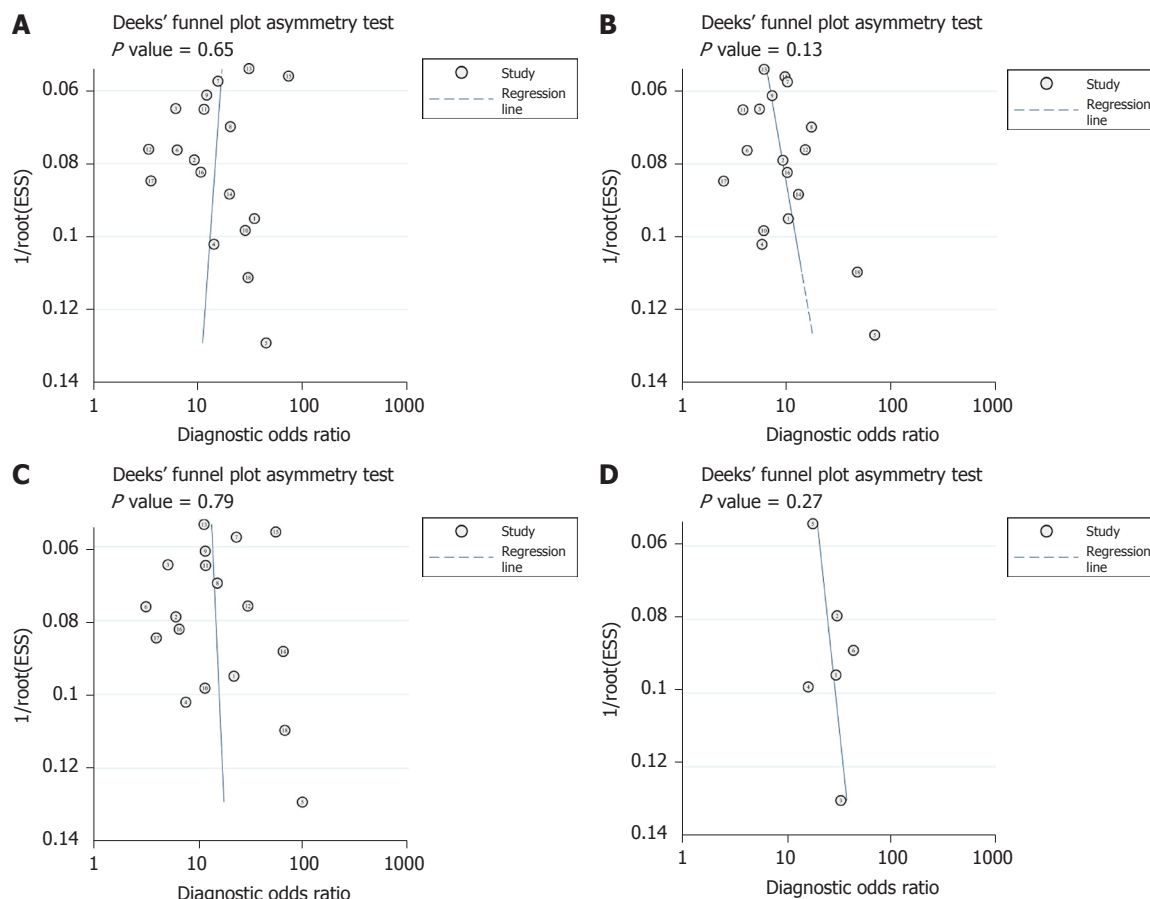 A
Deeks' funnel plot asymmetry test
P value = 0.65
Study
Regression
line
0.06
0.08
0.1
0.12
0.14
1/root(ESS)
1
10
100
1000
Diagnostic odds ratio
B
Deeks' funnel plot asymmetry test
P value = 0.13
Study
Regression
line
0.06
0.08
0.1
0.12
0.14
1/root(ESS)
1
10
100
1000
Diagnostic odds ratio
C
Deeks' funnel plot asymmetry test
P value = 0.79
Study
Regression
line
0.06
0.08
0.1
0.12
0.14
1/root(ESS)
1
10
100
1000
Diagnostic odds ratio
D
Deeks' funnel plot asymmetry test
P value = 0.27
Study
Regression
line
0.06
0.08
0.1
0.12
0.14
1/root(ESS)
1
10
100
1000
Diagnostic odds ratio